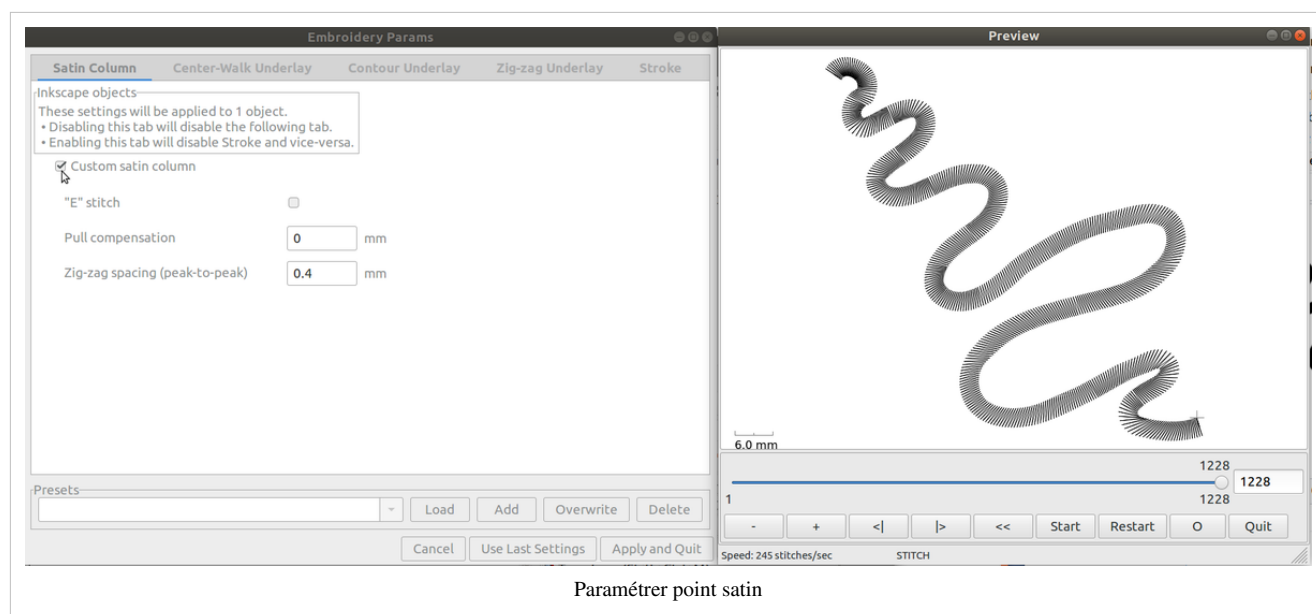 Embroidery Params
Satin Column Center-Walk Underlay Contour Underlay Zig-zag Underlay Stroke
Inkscape objects
These settings will be applied to 1 object.
• Disabling this tab will disable the following tab.
• Enabling this tab will disable Stroke and vice-versa.
Custom satin column
"E" stitch
Pull compensation 0 mm
Zig-zag spacing (peak-to-peak) 0.4 mm
Presets
Load Add Overwrite Delete
Cancel Use Last Settings Apply and Quit
Preview
6.0 mm
1228
1228
1 1228
- + <| |> << Start Restart O Quit
Speed: 245 stitches/sec STITCH
Paramétrer point satin